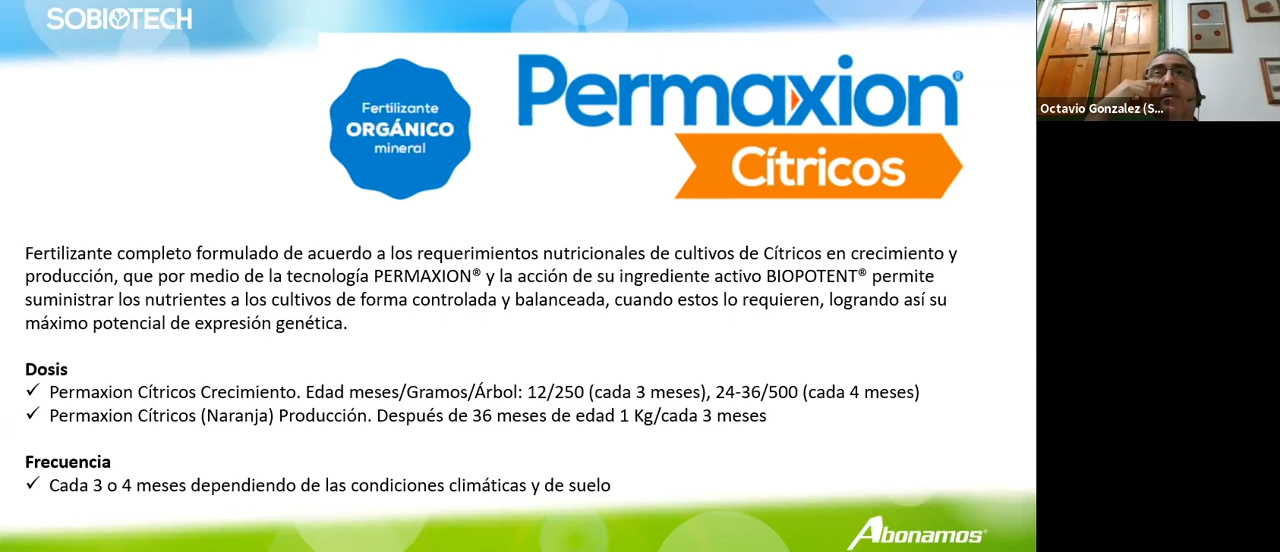 SOBIOTECH
Fertilizante
ORGÁNICO
mineral
Permaxion®
Cítricos
Octavio Gonzalez (S...
Fertilizante completo formulado de acuerdo a los requerimientos nutricionales de cultivos de Cítricos en crecimiento y
producción, que por medio de la tecnología PERMAXION® y la acción de su ingrediente activo BIOPOTENT® permite
suministrar los nutrientes a los cultivos de forma controlada y balanceada, cuando estos lo requieren, logrando así su
máximo potencial de expresión genética.
Dosis
✓ Permaxion Cítricos Crecimiento. Edad meses/Gramos/Árbol: 12/250 (cada 3 meses), 24-36/500 (cada 4 meses)
✓ Permaxion Cítricos (Naranja) Producción. Después de 36 meses de edad 1 Kg/cada 3 meses
Frecuencia
✓ Cada 3 o 4 meses dependiendo de las condiciones climáticas y de suelo
Abonamos®